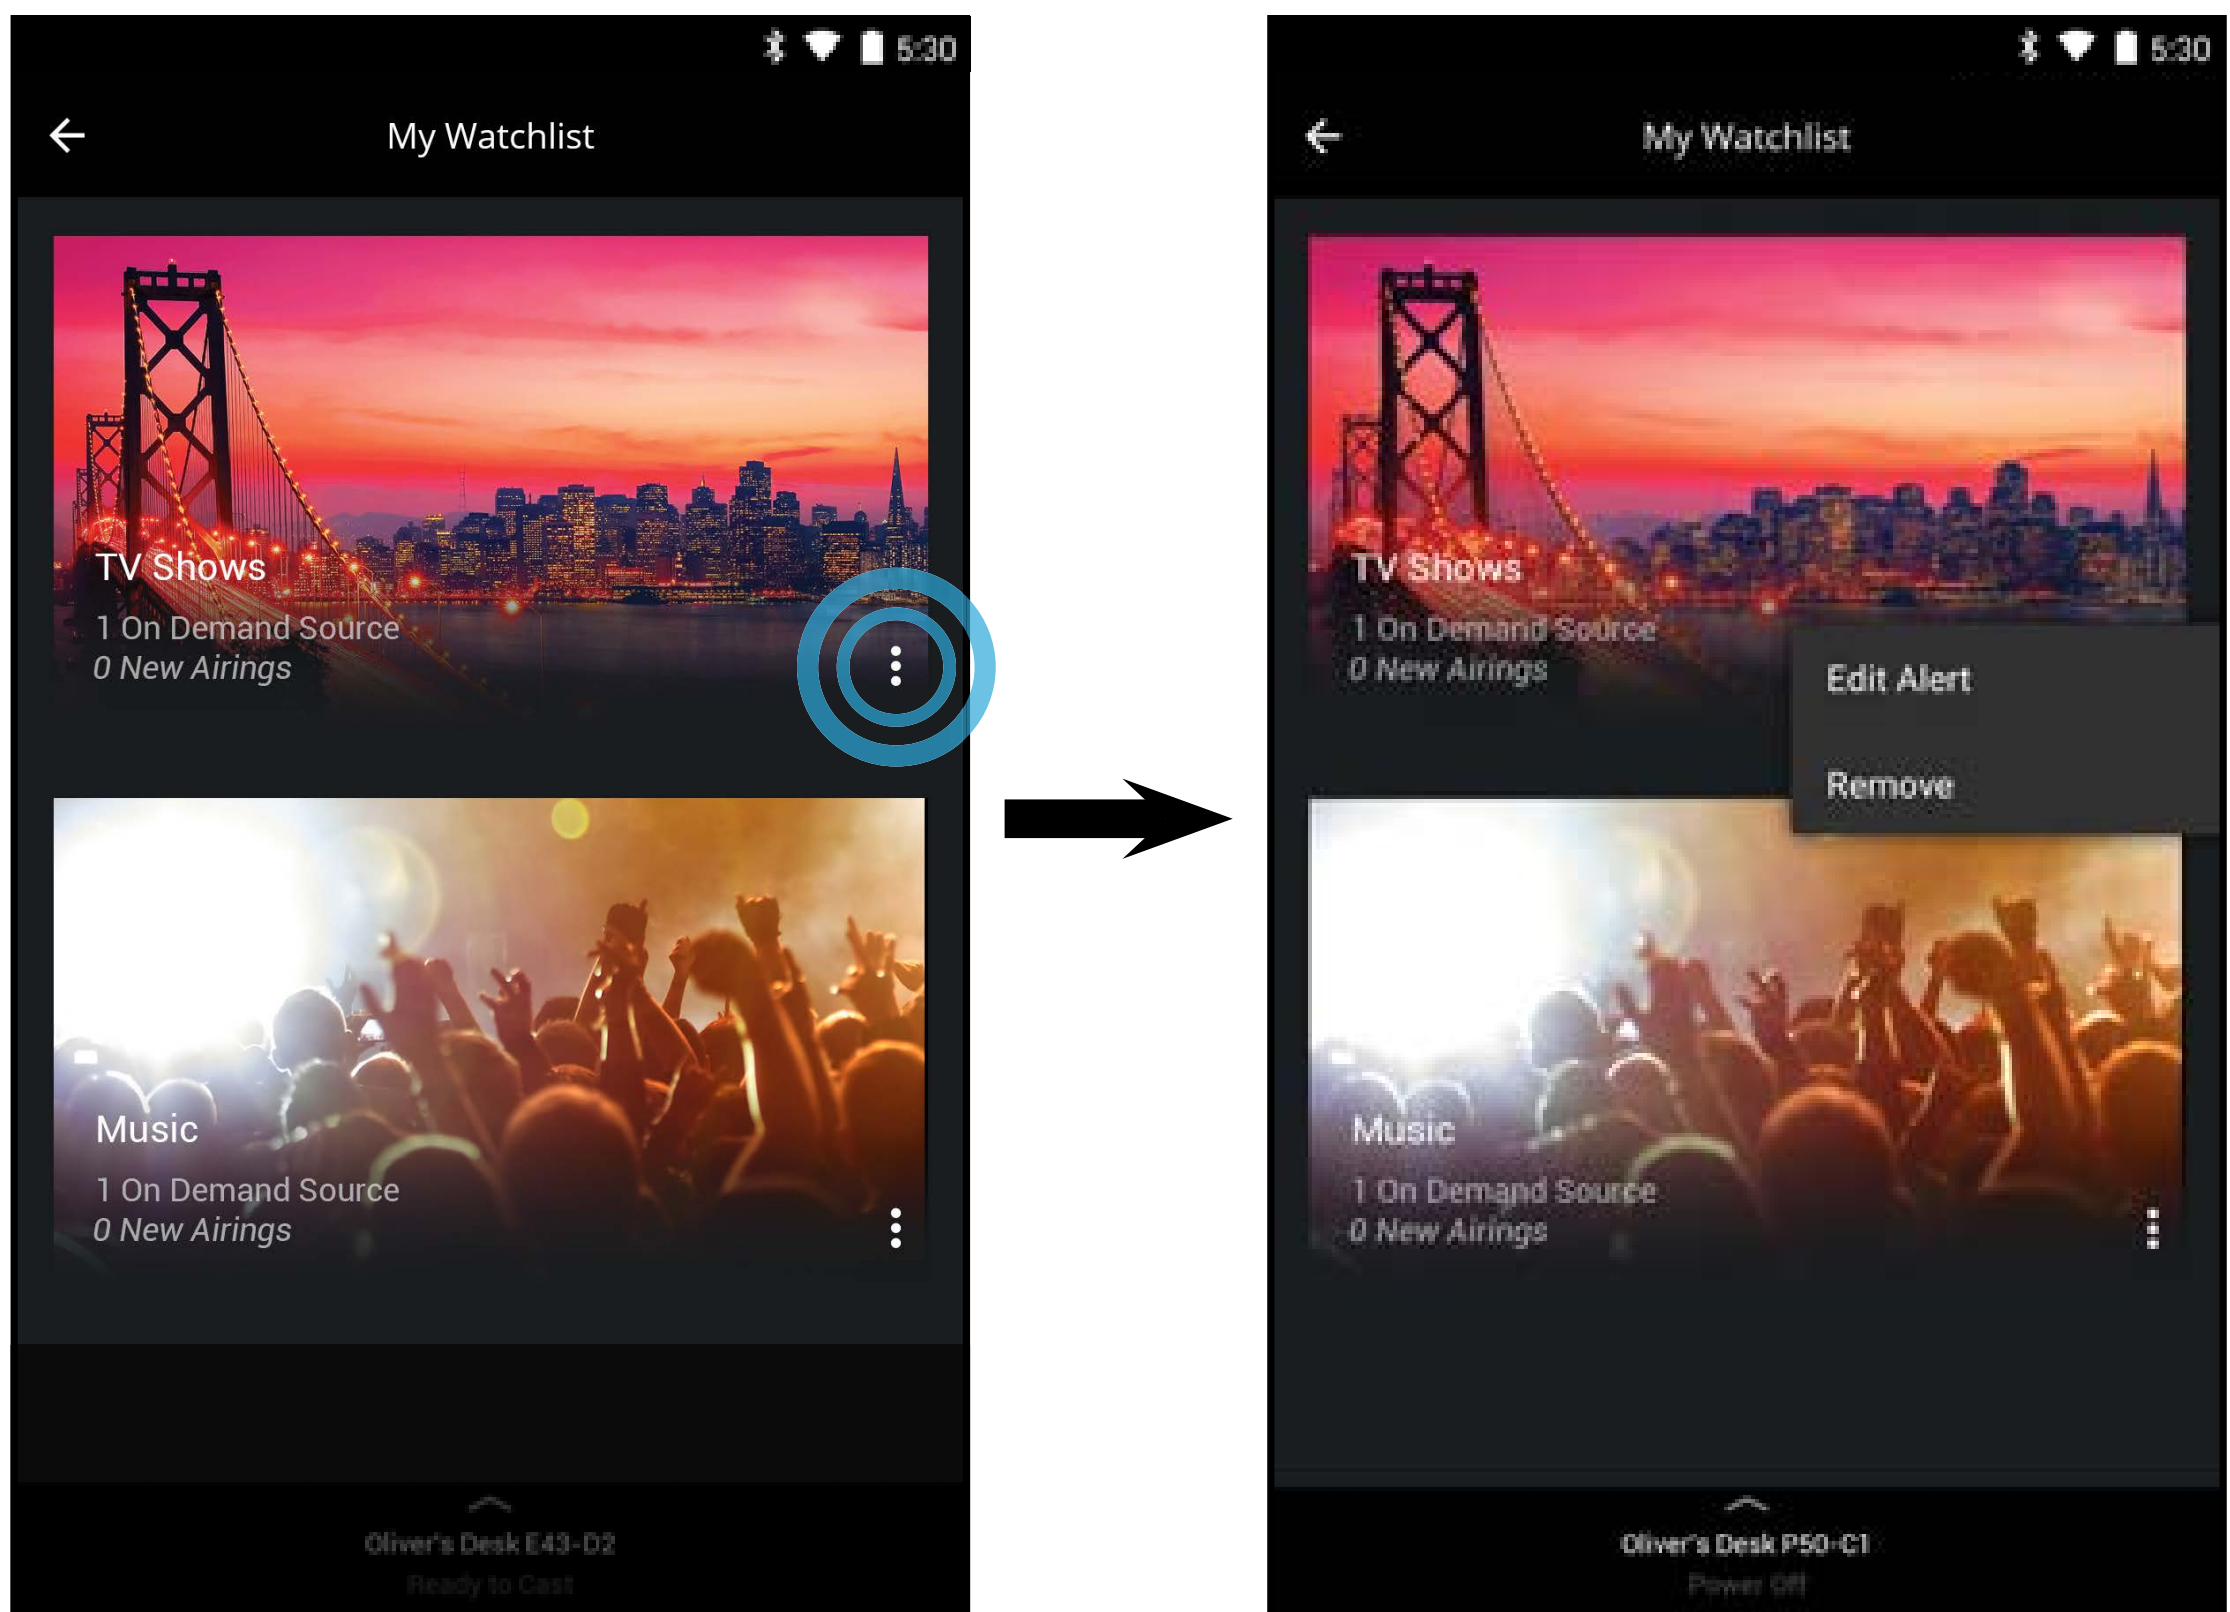 5:30
My Watchlist
TV Shows
1 On Demand Source
0 New Airings
Music
1 On Demand Source
0 New Airings
Oliver's Desk E43-D2
Ready to Cast
5:30
My Watchlist
TV Shows
1 On Demand Source
0 New Airings
Edit Alert
Remove
Music
1 On Demand Source
0 New Airings
Oliver's Desk P50-C1
Power Off